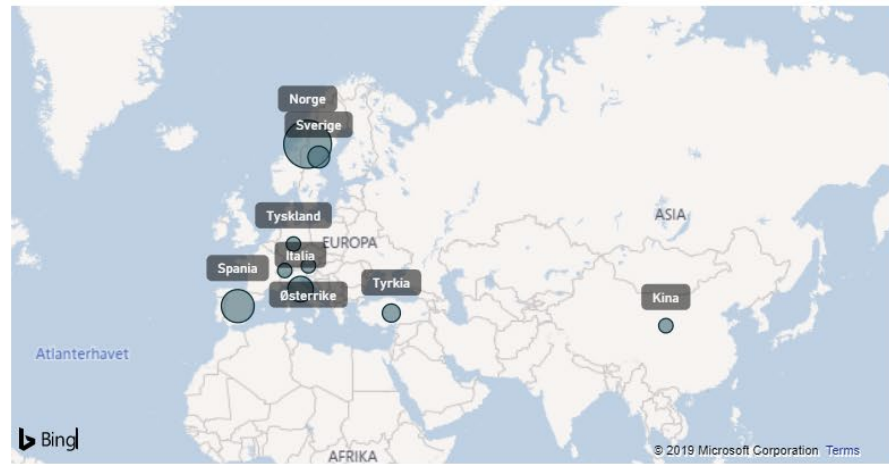 Norge
Sverige
ASIA
Tyskland
EUROPA
Italia
Spania
Tyrkia
Østerrike
Kina
Atlanterhavet
Bing
© 2019 Microsoft Corporation Terms
AFRIKA